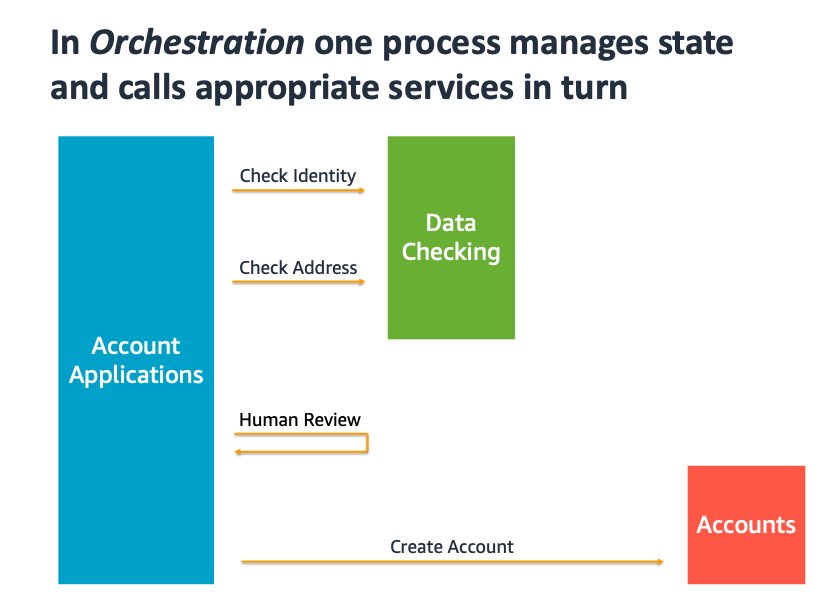 In Orchestration one process manages state
and calls appropriate services in turn
Check Identity
Data
Checking
Check Address
Account
Applications
Human Review
Create Account
Accounts